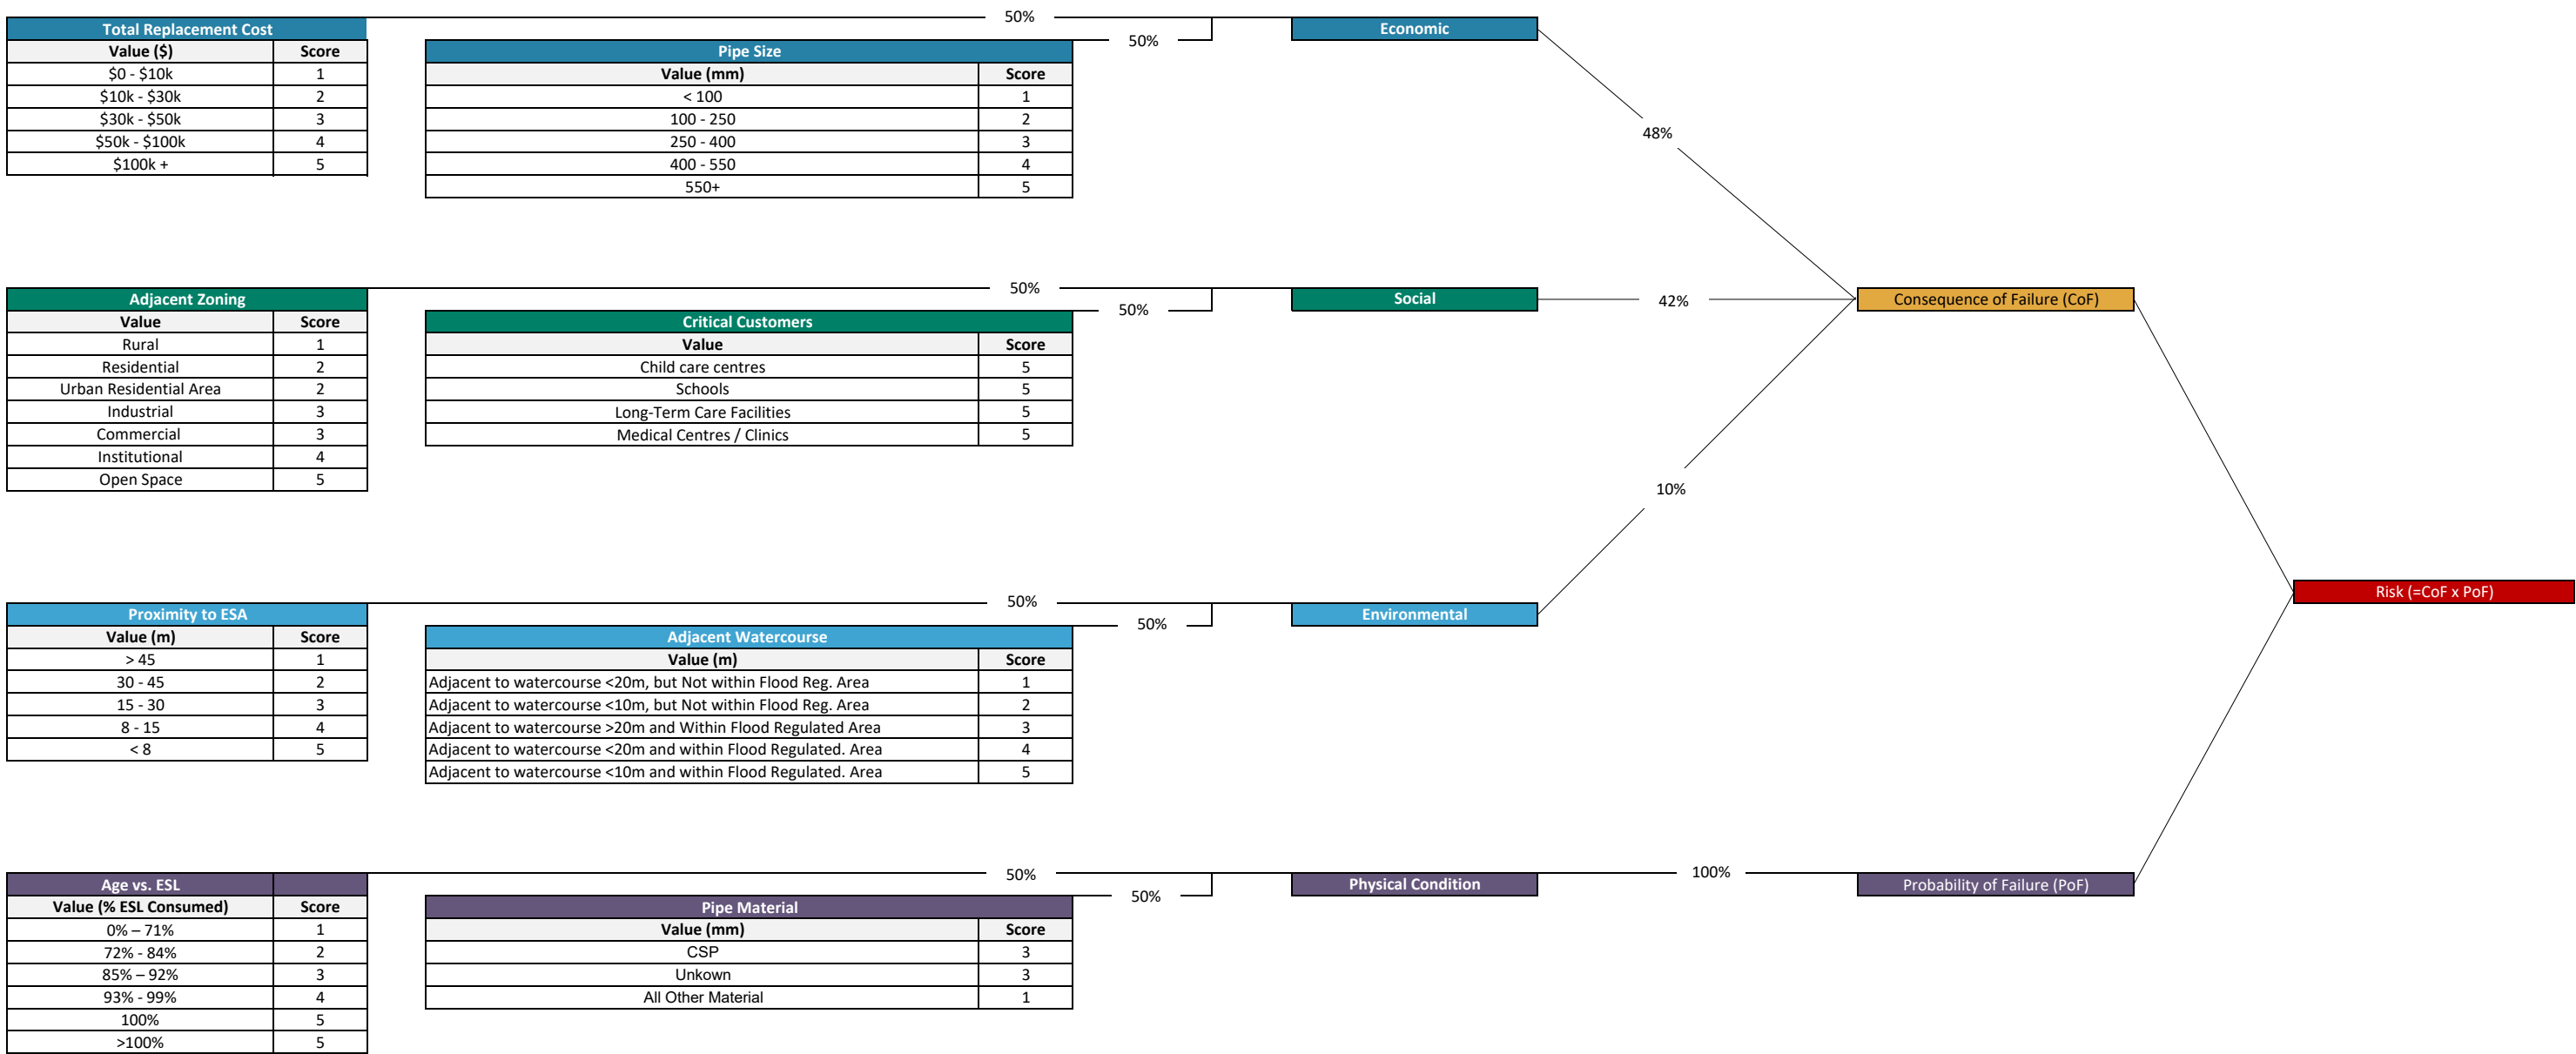 50%
Total Replacement Cost
Economic
50%
Pipe Size
Value ($) Score
Value (mm) Score
$0 - $10k 1
$10k - $30k 2
$30k - $50k 3
$50k - $100k 4
$100k + 5
< 100 1
100 - 250 2
250 - 400 3
400 - 550 4
550+ 5
48%
50%
Adjacent Zoning
Social
42%
Consequence of Failure (CoF)
50%
Critical Customers
Value Score
Rural 1
Residential 2
Urban Residential Area 2
Industrial 3
Commercial 3
Institutional 4
Open Space 5
Value Score
Child care centres 5
Schools 5
Long-Term Care Facilities 5
Medical Centres / Clinics 5
10%
Risk (=CoF x PoF)
50%
Proximity to ESA
Environmental
50%
Adjacent Watercourse
Value (m) Score
> 45 1
30 - 45 2
15 - 30 3
8 - 15 4
< 8 5
Value (m) Score
Adjacent to watercourse <20m, but Not within Flood Reg. Area 1
Adjacent to watercourse <10m, but Not within Flood Reg. Area 2
Adjacent to watercourse >20m and Within Flood Regulated Area 3
Adjacent to watercourse <20m and within Flood Regulated. Area 4
Adjacent to watercourse <10m and within Flood Regulated. Area 5
50%
Age vs. ESL
Physical Condition
100%
Probability of Failure (PoF)
50%
Pipe Material
Value (% ESL Consumed) Score
0% – 71% 1
72% - 84% 2
85% – 92% 3
93% - 99% 4
100% 5
>100% 5
Value (mm) Score
CSP 3
Unkown 3
All Other Material 1